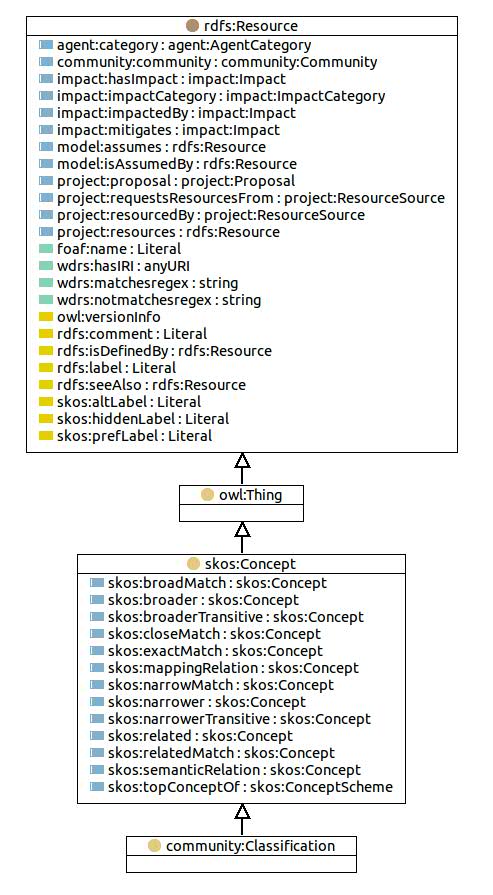 rdfs:Resource
agent:category : agent:AgentCategory
community:community : community:Community
impact:hasImpact : impact:Impact
impact:impactCategory : impact:ImpactCategory
impact:impactedBy : impact:Impact
impact:mitigates : impact:Impact
model:assumes : rdfs:Resource
model:isAssumedBy : rdfs:Resource
project:proposal : project:Proposal
project:requestsResourcesFrom : project:ResourceSource
project:resourcedBy : project:ResourceSource
project:resources : rdfs:Resource
foaf:name : Literal
wdrs:hasIRI : anyURI
wdrs:matchesregex : string
wdrs:notmatchesregex : string
owl:versionInfo
rdfs:comment : Literal
rdfs:isDefinedBy : rdfs:Resource
rdfs:label : Literal
rdfs:seeAlso : rdfs:Resource
skos:altLabel : Literal
skos:hiddenLabel : Literal
skos:prefLabel : Literal
owl:Thing
skos:Concept
skos:broadMatch : skos:Concept
skos:broader : skos:Concept
skos:broaderTransitive : skos:Concept
skos:closeMatch : skos:Concept
skos:exactMatch : skos:Concept
skos:mappingRelation : skos:Concept
skos:narrowMatch : skos:Concept
skos:narrower : skos:Concept
skos:narrowerTransitive : skos:Concept
skos:related : skos:Concept
skos:relatedMatch : skos:Concept
skos:semanticRelation : skos:Concept
skos:topConceptOf : skos:ConceptScheme
community:Classification